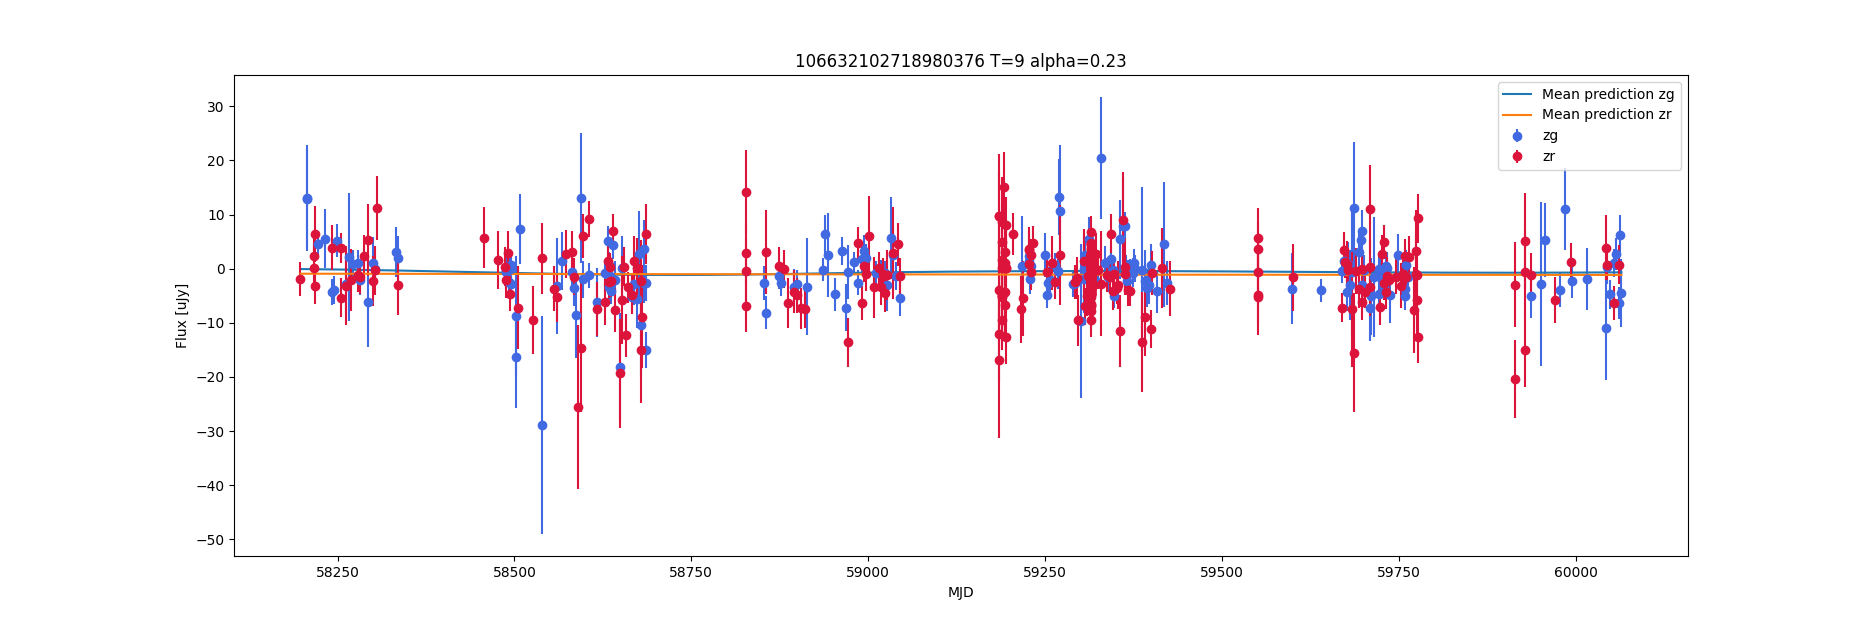 106632102718980376 T=9 alpha=0.23
Mean prediction zg
Mean prediction zr
zg
zr
Flux [uJy]
30
20
10
0
−10
−20
−30
−40
−50
58250
58500
58750
59000
59250
59500
59750
60000
MJD